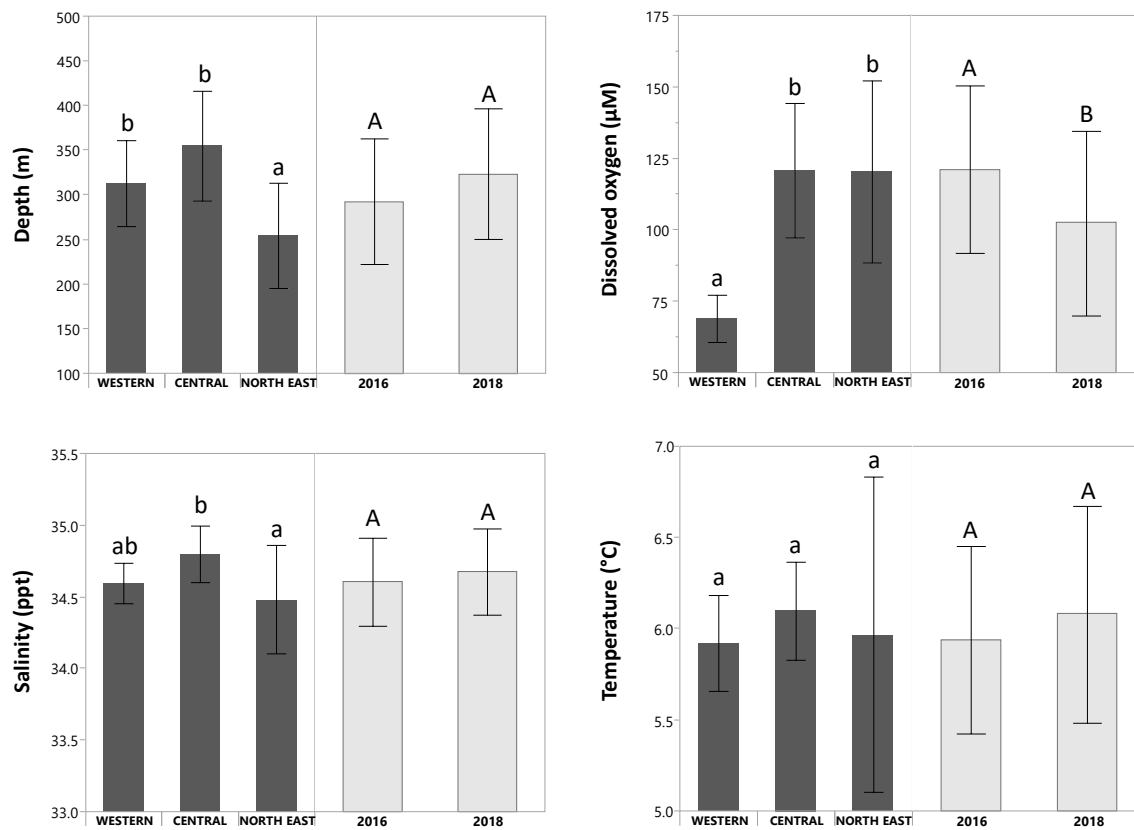 Depth (m)
500
450
400
350
300
250
200
150
100
b
b
a
A
A
WESTERN
CENTRAL
NORTH EAST
2016
2018
Dissolved oxygen (µM)
175
150
125
100
75
50
a
b
b
A
B
WESTERN
CENTRAL
NORTH EAST
2016
2018
Salinity (ppt)
35.5
35.0
34.5
34.0
33.5
33.0
ab
b
a
A
A
WESTERN
CENTRAL
NORTH EAST
2016
2018
Temperature (°C)
7.0
6.5
6.0
5.5
5.0
a
a
a
A
A
WESTERN
CENTRAL
NORTH EAST
2016
2018